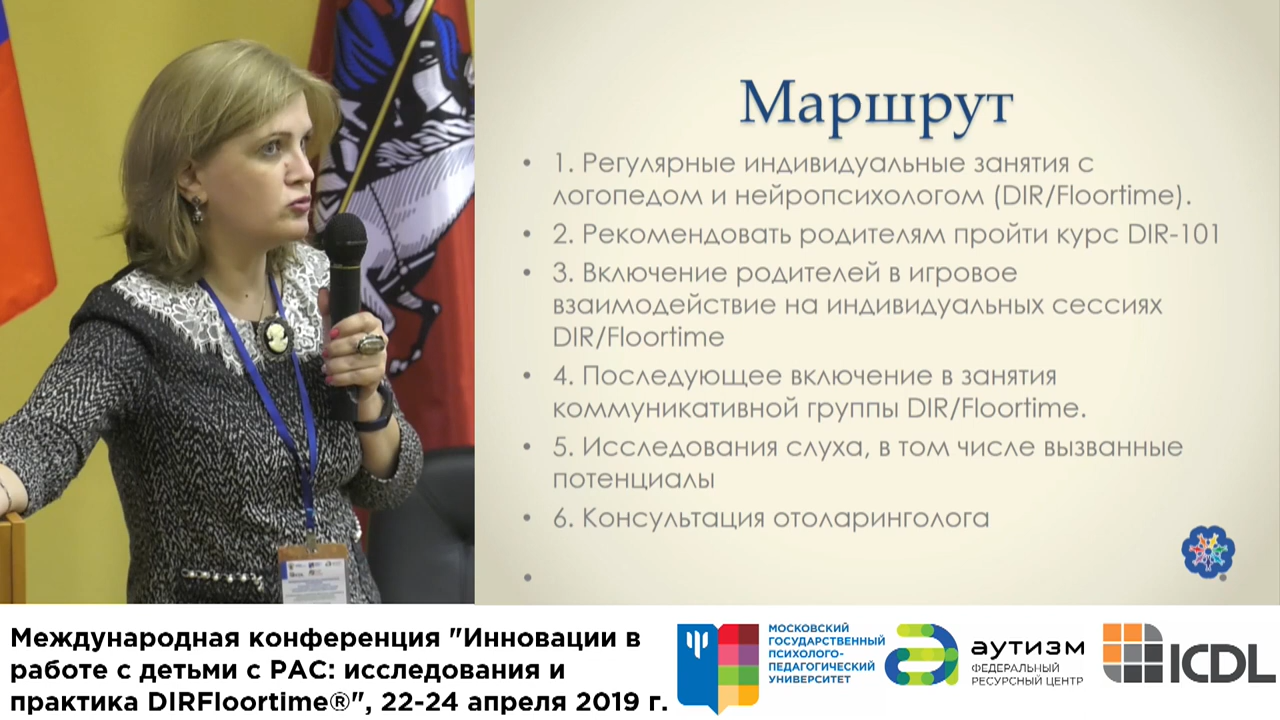 Маршрут
• 1. Регулярные индивидуальные занятия с
логопедом и нейропсихологом (DIR/Floortime).
• 2. Рекомендовать родителям пройти курс DIR-101
• 3. Включение родителей в игровое
взаимодействие на индивидуальных сессиях
DIR/Floortime
• 4. Последующее включение в занятия
коммуникативной группы DIR/Floortime.
• 5. Исследования слуха, в том числе вызванные
потенциалы
• 6. Консультация отоларинголога
•
Международная конференция "Инновации в
работе с детьми с РАС: исследования и
практика DIRFloortime®", 22-24 апреля 2019 г.
МОСКОВСКИЙ
ГОСУДАРСТВЕННЫЙ
ПСИХОЛОГО-
ПЕДАГОГИЧЕСКИЙ
УНИВЕРСИТЕТ
аутизм
ФЕДЕРАЛЬНЫЙ
РЕСУРСНЫЙ ЦЕНТР
ICDL